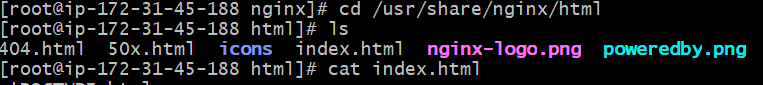 [root@ip-172-31-45-188 nginx]# cd /usr/share/nginx/html
[root@ip-172-31-45-188 html]# ls
404.html  50x.html  icons  index.html  nginx-logo.png  poweredby.png
[root@ip-172-31-45-188 html]# cat index.html